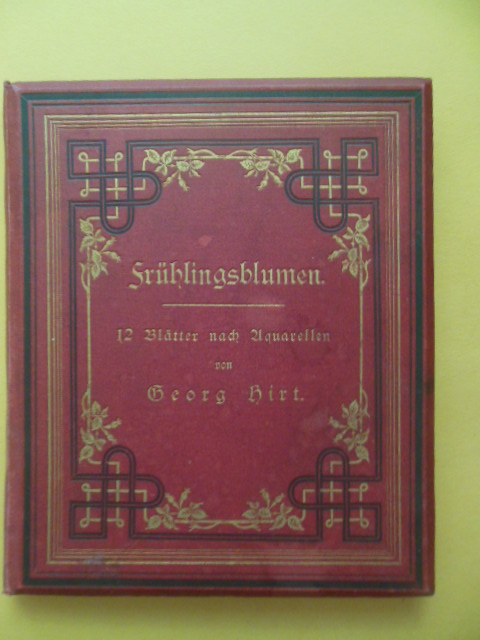 Frühlingsblumen.
12 Blätter nach Aquarellen
von
Georg Hirt.